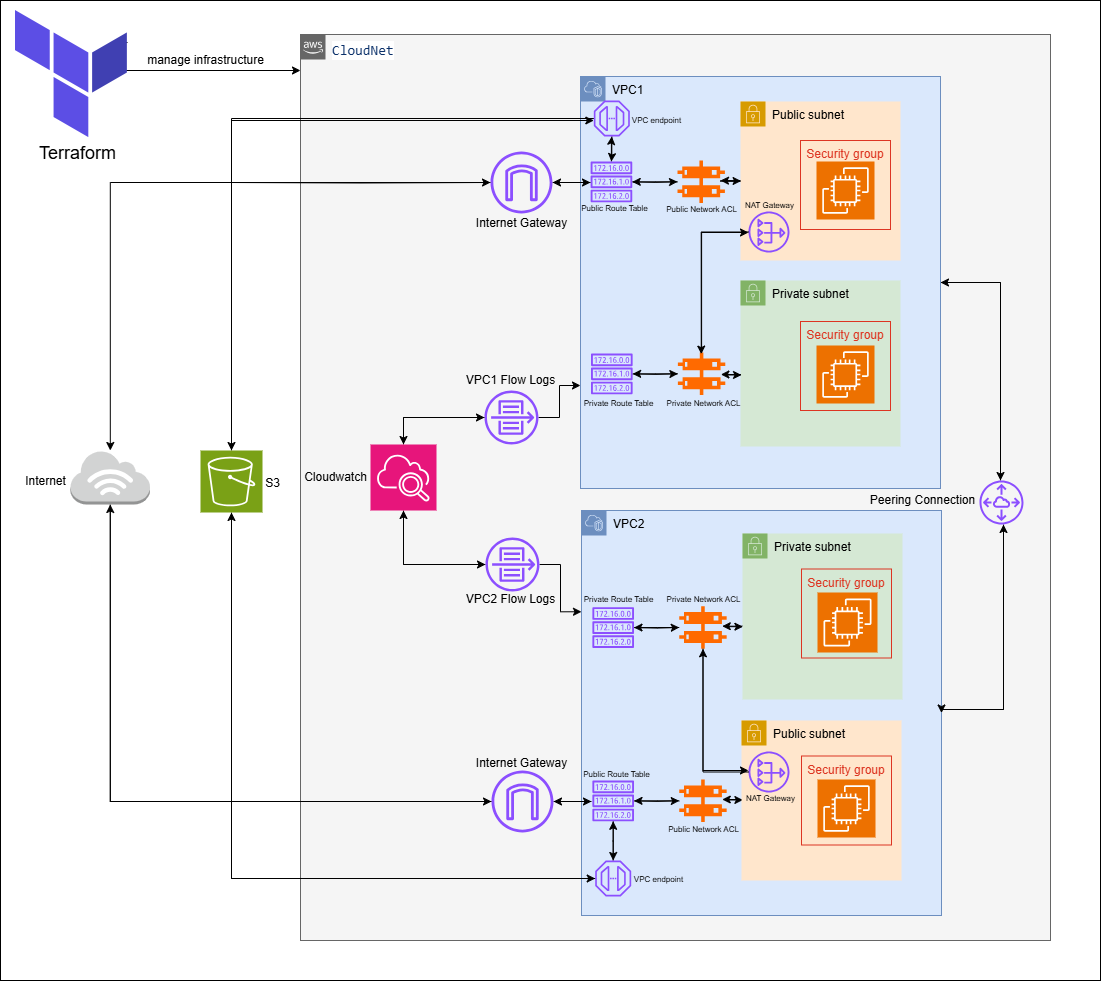 aws
CloudNet
manage infrastructure
Terraform
VPC1
VPC endpoint
Public subnet
Security group
172.16.0.0
172.16.1.0
172.16.2.0
Public Route Table
Public Network ACL
NAT Gateway
Internet Gateway
Private subnet
Security group
172.16.0.0
172.16.1.0
172.16.2.0
Private Route Table
Private Network ACL
VPC1 Flow Logs
Internet
S3
Cloudwatch
Peering Connection
VPC2
Private subnet
Security group
VPC2 Flow Logs
Private Route Table
Private Network ACL
172.16.0.0
172.16.1.0
172.16.2.0
Public subnet
Security group
Internet Gateway
Public Route Table
172.16.0.0
172.16.1.0
172.16.2.0
NAT Gateway
Public Network ACL
VPC endpoint